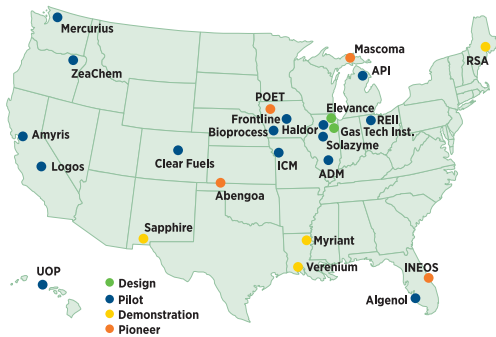 Mercurius
Mascoma
RSA
ZeaChem
API
POET
Elevance
Frontline
REII
Bioprocess
Haldor
Gas Tech Inst.
Amyris
Solazyme
Logos
Clear Fuels
ICM
ADM
Abengoa
Sapphire
Myriant
Verenium
INEOS
UOP
Algenol
Design
Pilot
Demonstration
Pioneer